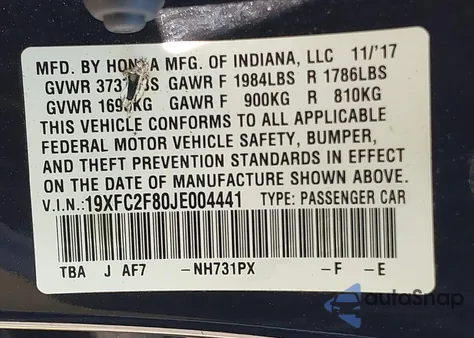 MFD. BY HONDA MFG. OF INDIANA, LLC 11/'17
GAWR F 1984LBS R 1786LBS
GVWR GAWR F 900KG R 810KG
THIS VEHICLE CONFORMS TO ALL APPLICABLE
FEDERAL MOTOR VEHICLE SAFETY, BUMPER,
AND THEFT PREVENTION STANDARDS IN EFFECT
ON THE DATE OF MANUFACTURE SHOWN ABOVE.
V.I.N.:19XFC2F80JE004441 TYPE: PASSENGER CAR
TBA J AF7 -NH731PX -F -E
autoSnap